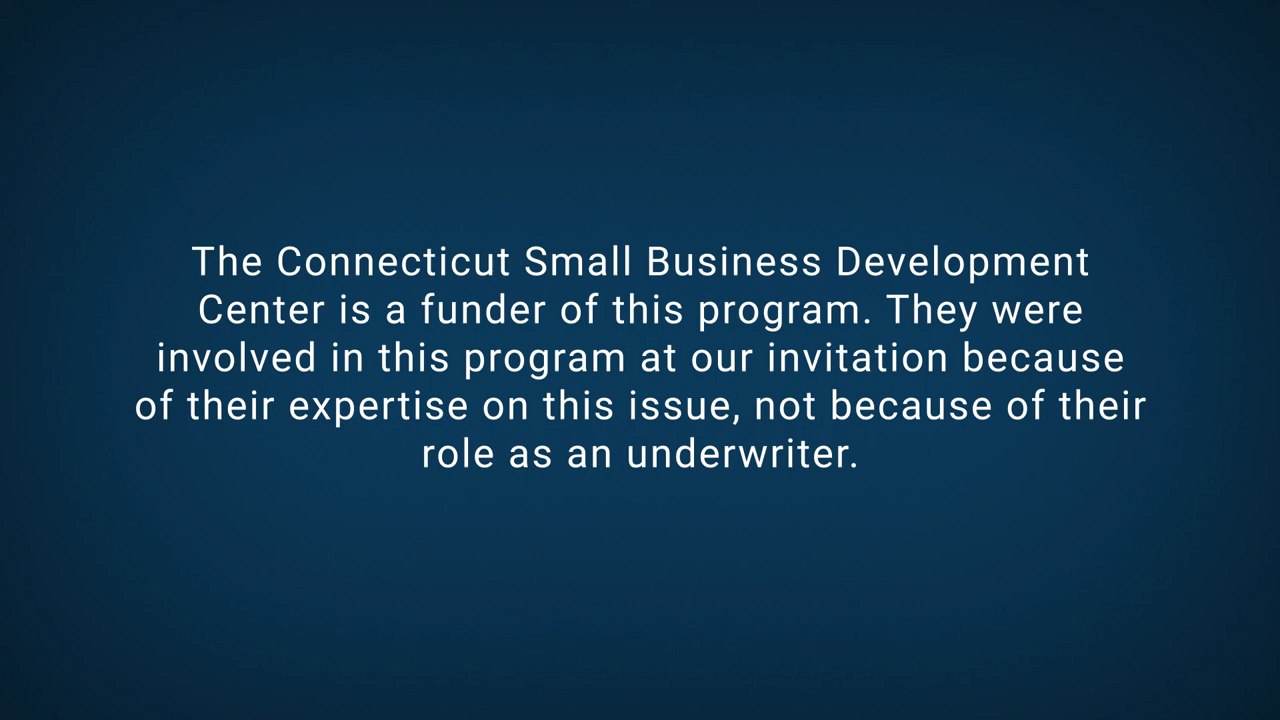 The Connecticut Small Business Development
Center is a funder of this program. They were
involved in this program at our invitation because
of their expertise on this issue, not because of their
role as an underwriter.